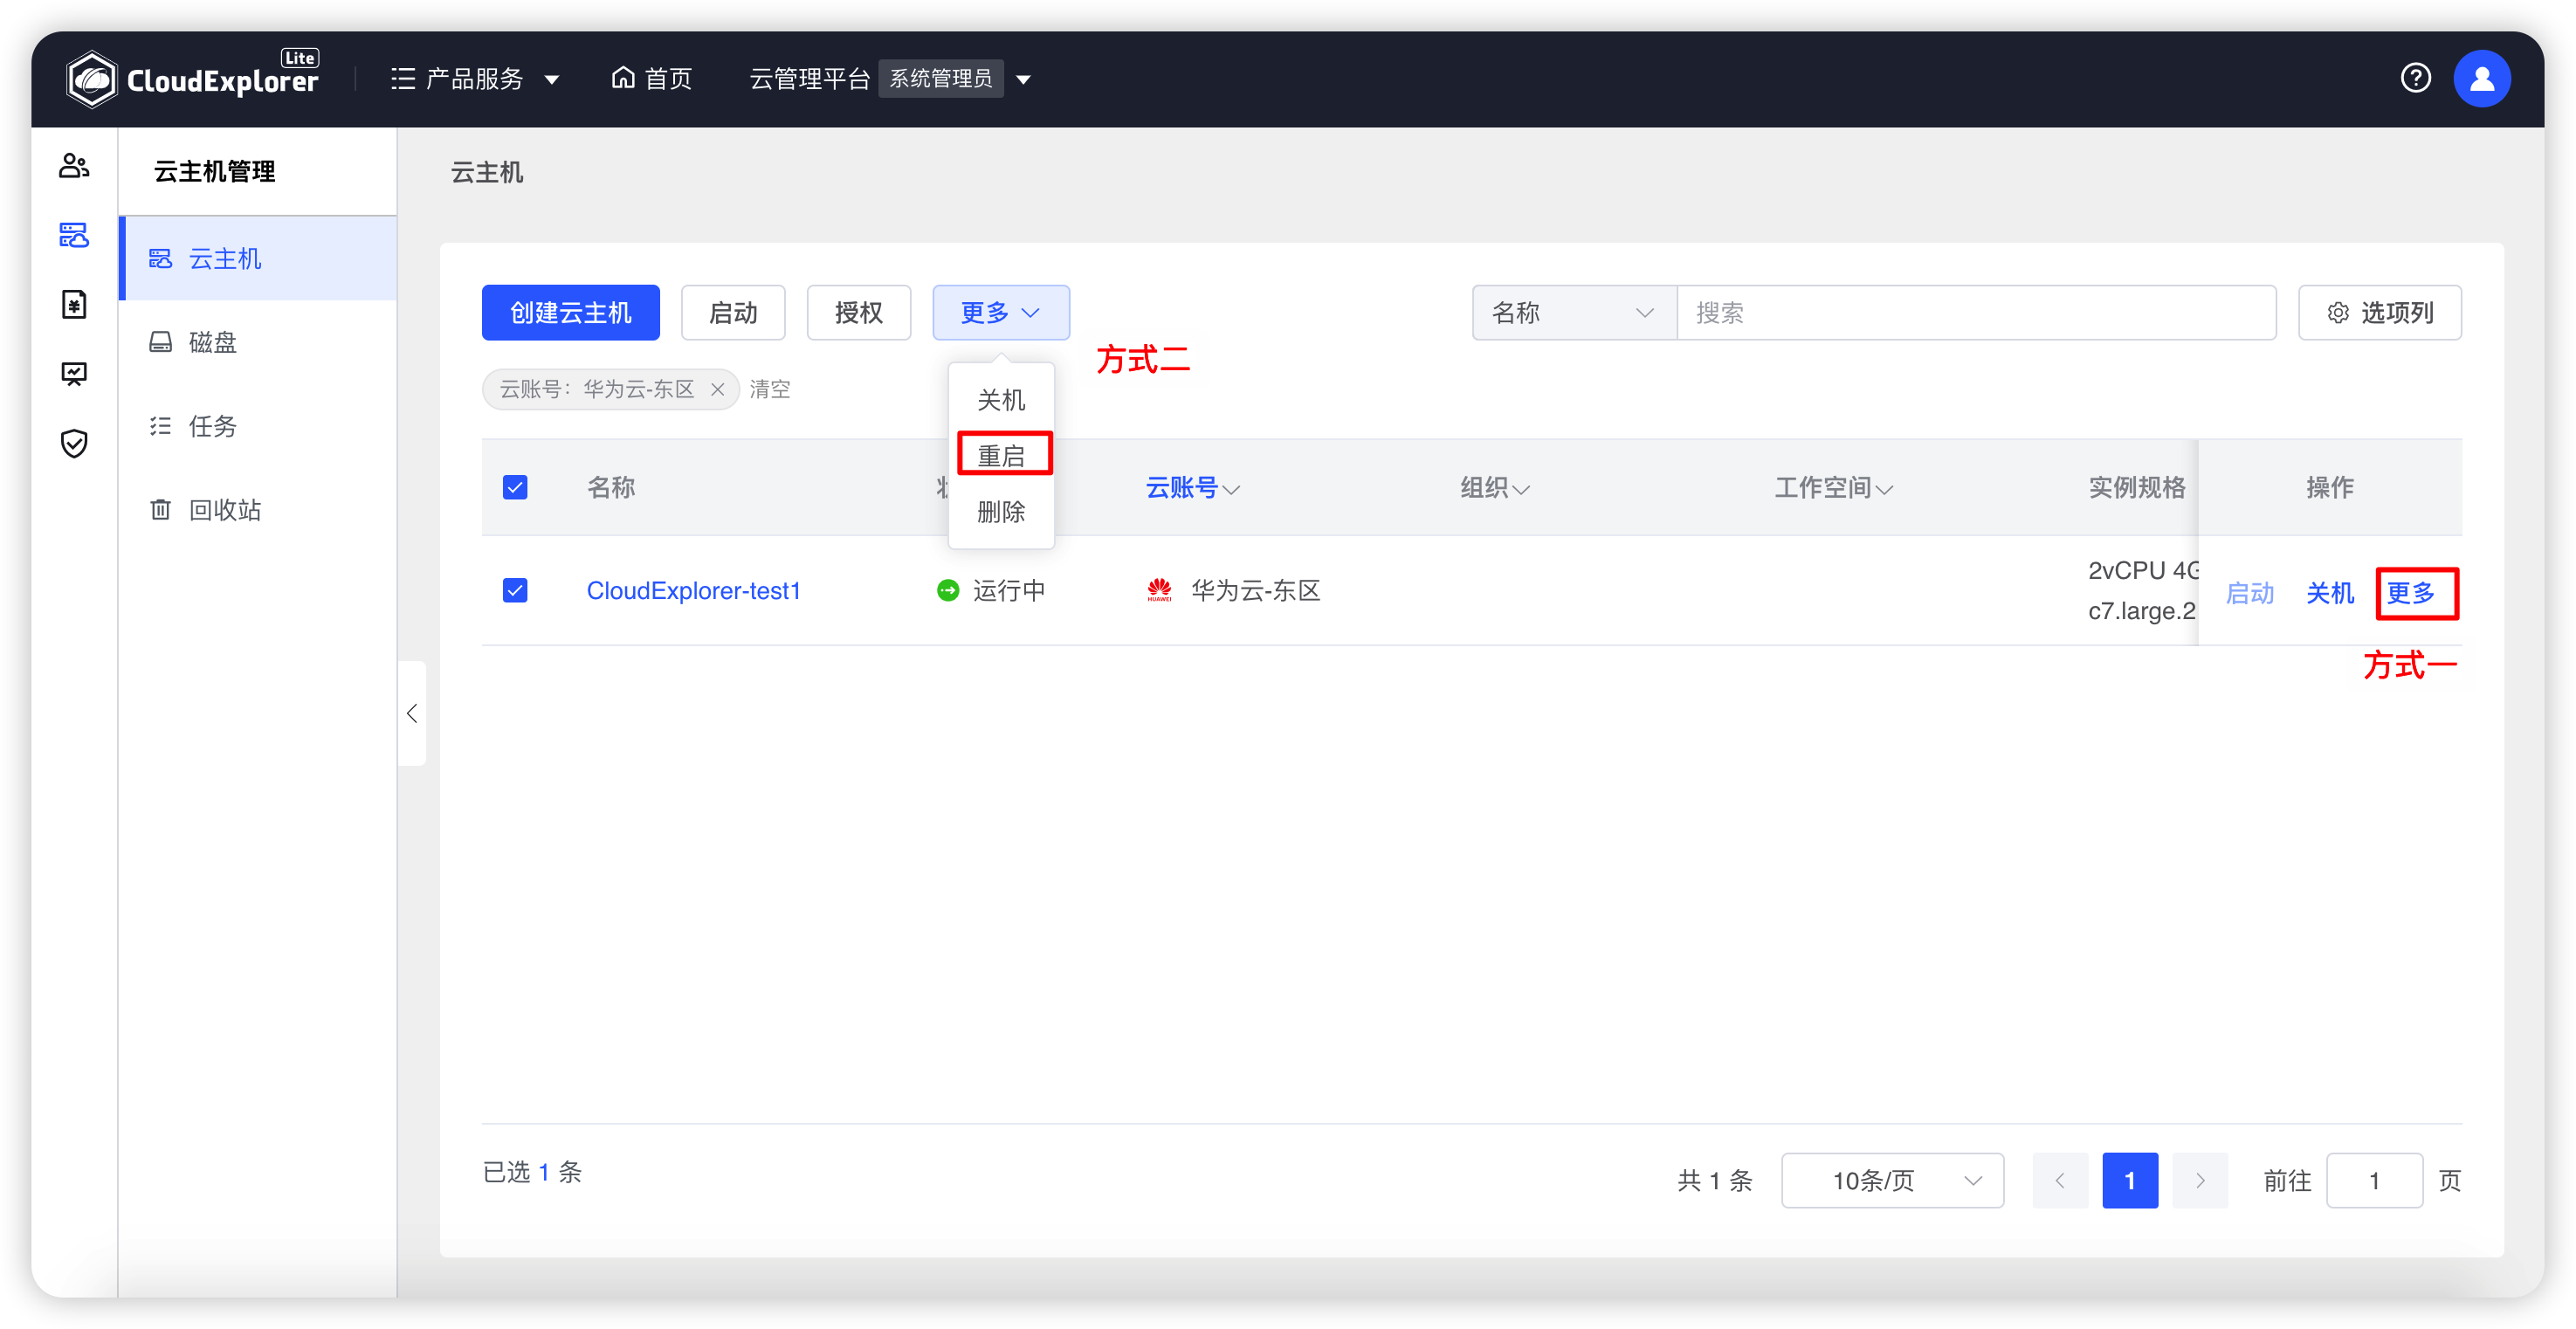 CloudExplorer Lite
产品服务
首页
云管理平台 系统管理员
云主机管理
云主机
磁盘
任务
回收站
云主机
创建云主机 启动 授权 更多
名称 搜索 选项列
方式二
云账号：华为云-东区 清空
关机
重启
删除
名称 云账号 组织 工作空间 实例规格 操作
CloudExplorer-test1 运行中 HUAWEI 华为云-东区 2vCPU 4G
c7.large.2
启动 关机 更多
方式一
已选 1 条
共 1 条 10条/页 1 前往 1 页